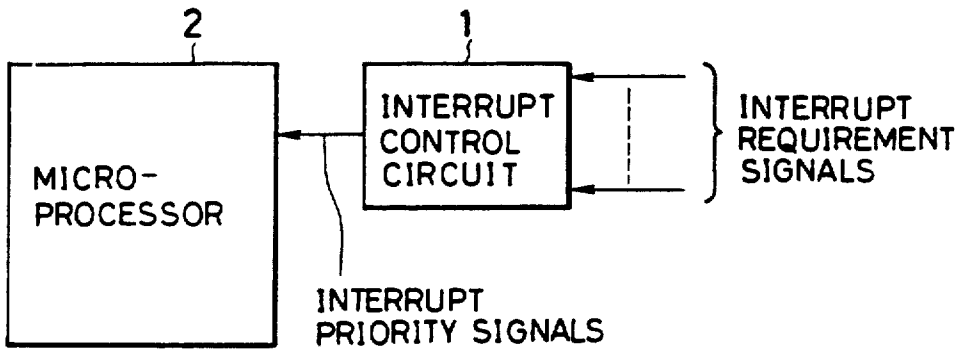 2
1
MICRO-
PROCESSOR
INTERRUPT
CONTROL
CIRCUIT
INTERRUPT
REQUIREMENT
SIGNALS
INTERRUPT
PRIORITY SIGNALS